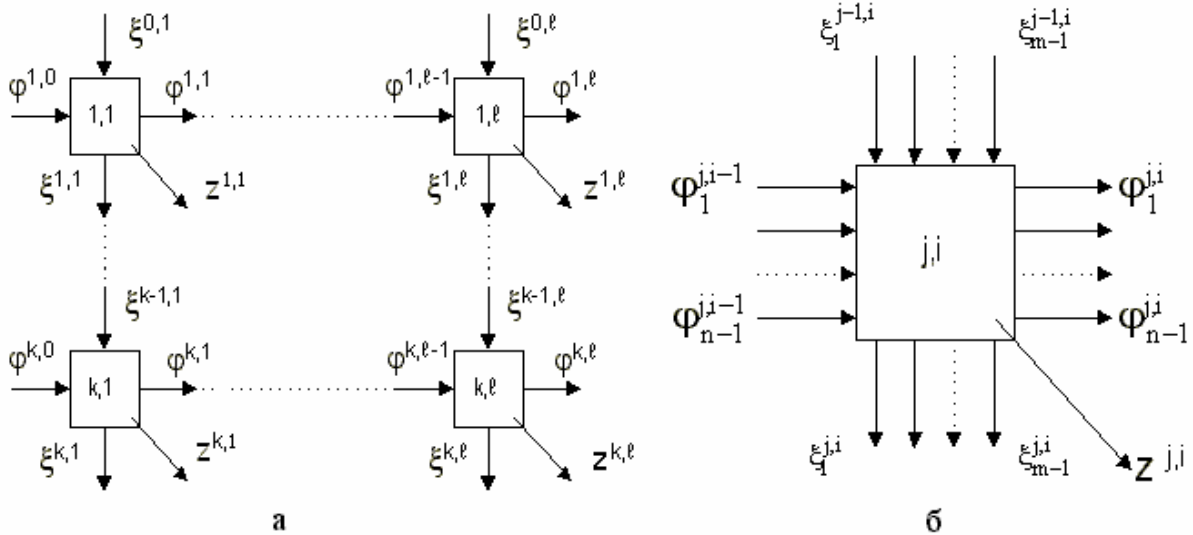 ξ^{0,1} ξ^{0,ℓ}
φ^{1,0} φ^{1,1} φ^{1,ℓ-1} φ^{1,ℓ}
1,1 1,ℓ
ξ^{1,1} z^{1,1} ξ^{1,ℓ} z^{1,ℓ}
ξ^{k-1,1} ξ^{k-1,ℓ}
φ^{k,0} φ^{k,1} φ^{k,ℓ-1} φ^{k,ℓ}
k,1 k,ℓ
ξ^{k,1} z^{k,1} ξ^{k,ℓ} z^{k,ℓ}
а
ξ_1^{j-1,i} ξ_{m-1}^{j-1,i}
φ_1^{j,i-1} φ_1^{j,i}
j,i
φ_{n-1}^{j,i-1} φ_{n-1}^{j,i}
ξ_1^{j,i} ξ_{m-1}^{j,i} z^{j,i}
б